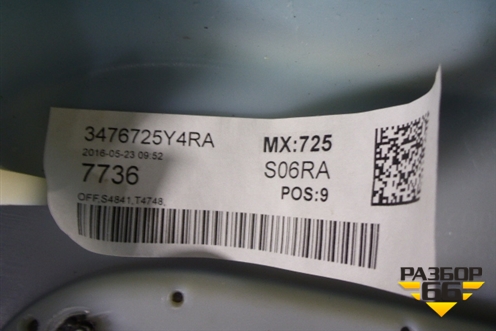 3476725Y4RA
2016-05-23 09:52
7736
OFF,S4841,T4748,
MX:725
S06RA
POS:9
РАЗБОР
66